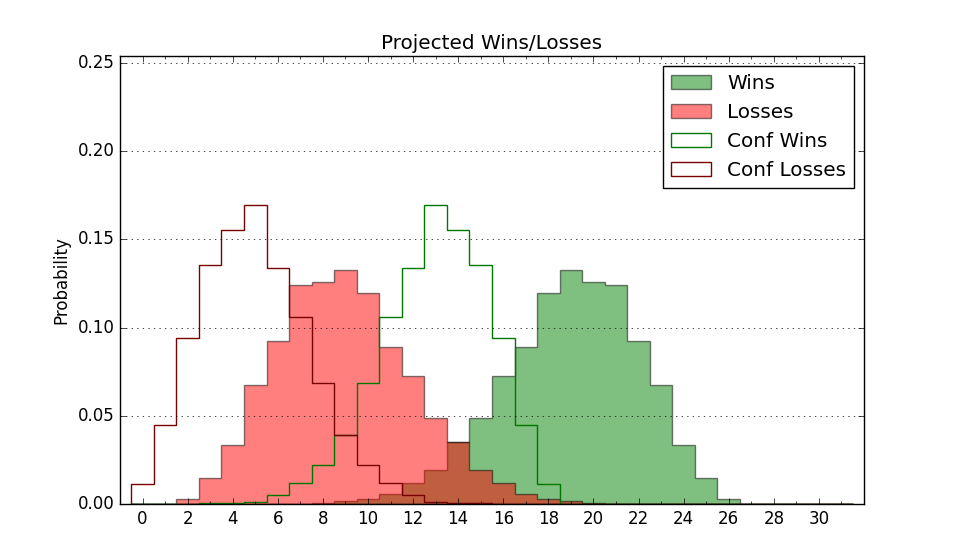 Projected Wins/Losses
0.25
0.20
0.15
0.10
0.05
0.00
Probability
Wins
Losses
Conf Wins
Conf Losses
0 2 4 6 8 10 12 14 16 18 20 22 24 26 28 30